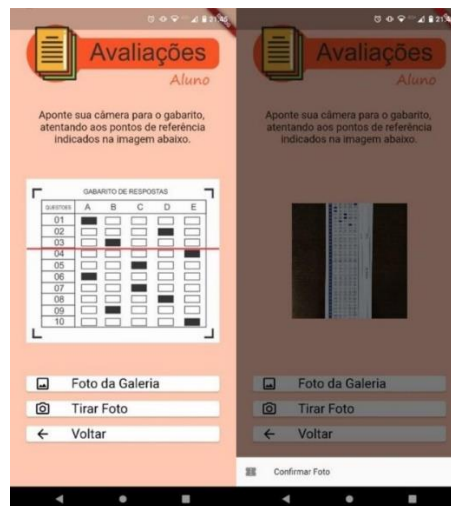 21:45
Avaliações
Aluno
Aponte sua câmera para o gabarito,
atentando aos pontos de referência
indicados na imagem abaixo.
GABARITO DE RESPOSTAS
QUESTÕES A B C D E
01
02
03
04
05
06
07
08
09
10
Foto da Galeria
Tirar Foto
Voltar
Avaliações
Aluno
Aponte sua câmera para o gabarito,
atentando aos pontos de referência
indicados na imagem abaixo.
Foto da Galeria
Tirar Foto
Voltar
Confirmar Foto